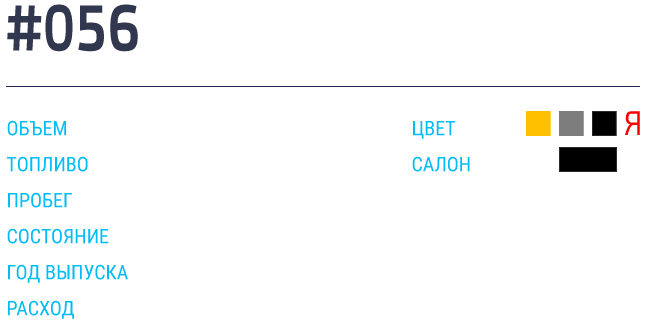 #056
ОБЪЕМ
ТОПЛИВО
ПРОБЕГ
СОСТОЯНИЕ
ГОД ВЫПУСКА
РАСХОД
ЦВЕТ Я
САЛОН